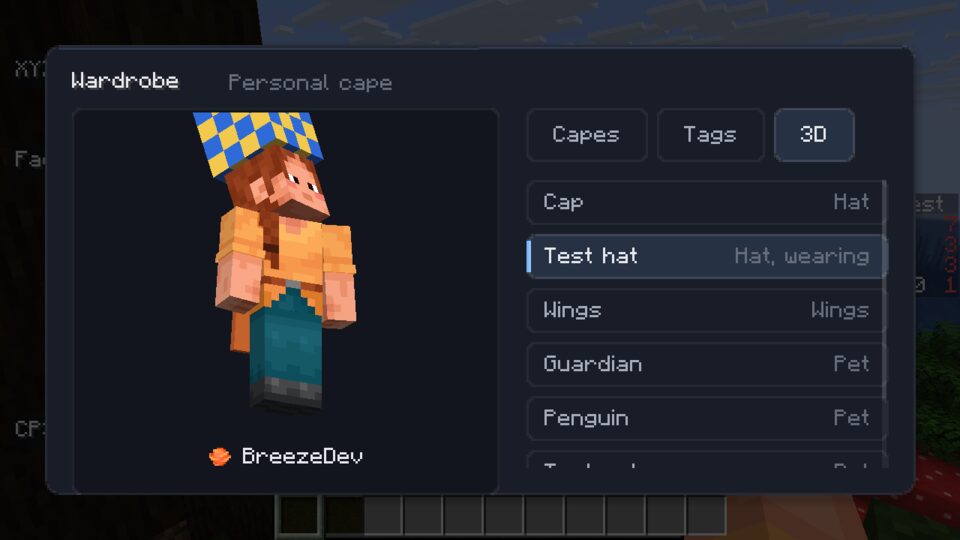 Wardrobe
Personal cape
Capes
Tags
3D
Cap
Hat
Test hat
Hat, wearing
Wings
Wings
Guardian
Pet
Penguin
Pet
BreezeDev